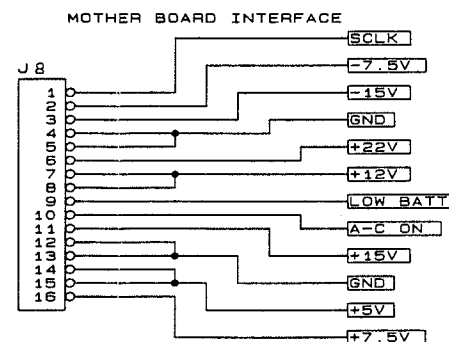 MOTHER BOARD INTERFACE
J8
SCLK
-7.5V
-15V
GND
+22V
+12V
LOW BATT
A-C ON
+15V
GND
+5V
+7.5V
1
2
3
4
5
6
7
8
9
10
11
12
13
14
15
16